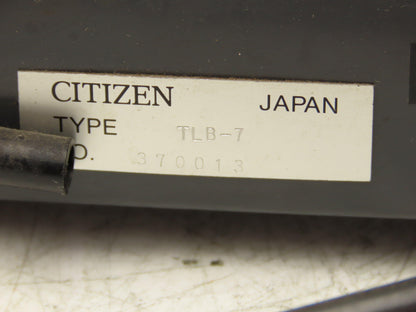 CITIZEN JAPAN
TYPE TLB-7
O. 370013